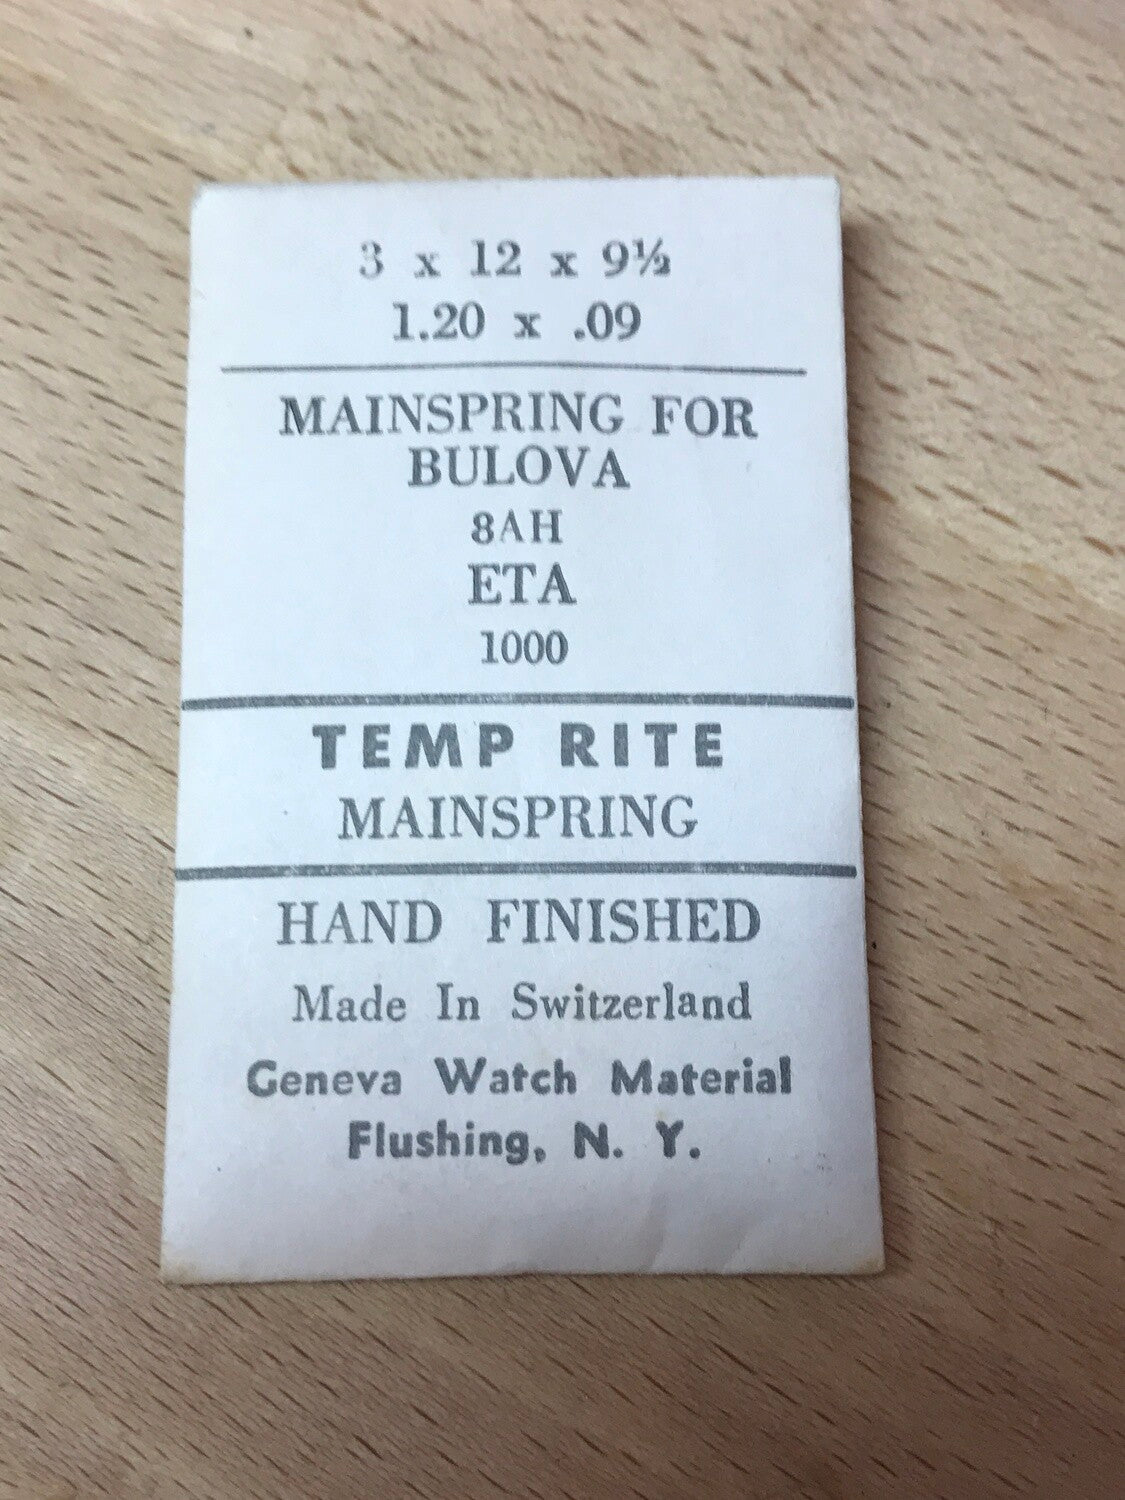 3 x 12 x 9½
1.20 x .09
MAINSPRING FOR
BULOVA
8AH
ETA
1000
TEMP RITE
MAINSPRING
HAND FINISHED
Made In Switzerland
Geneva Watch Material
Flushing, N. Y.